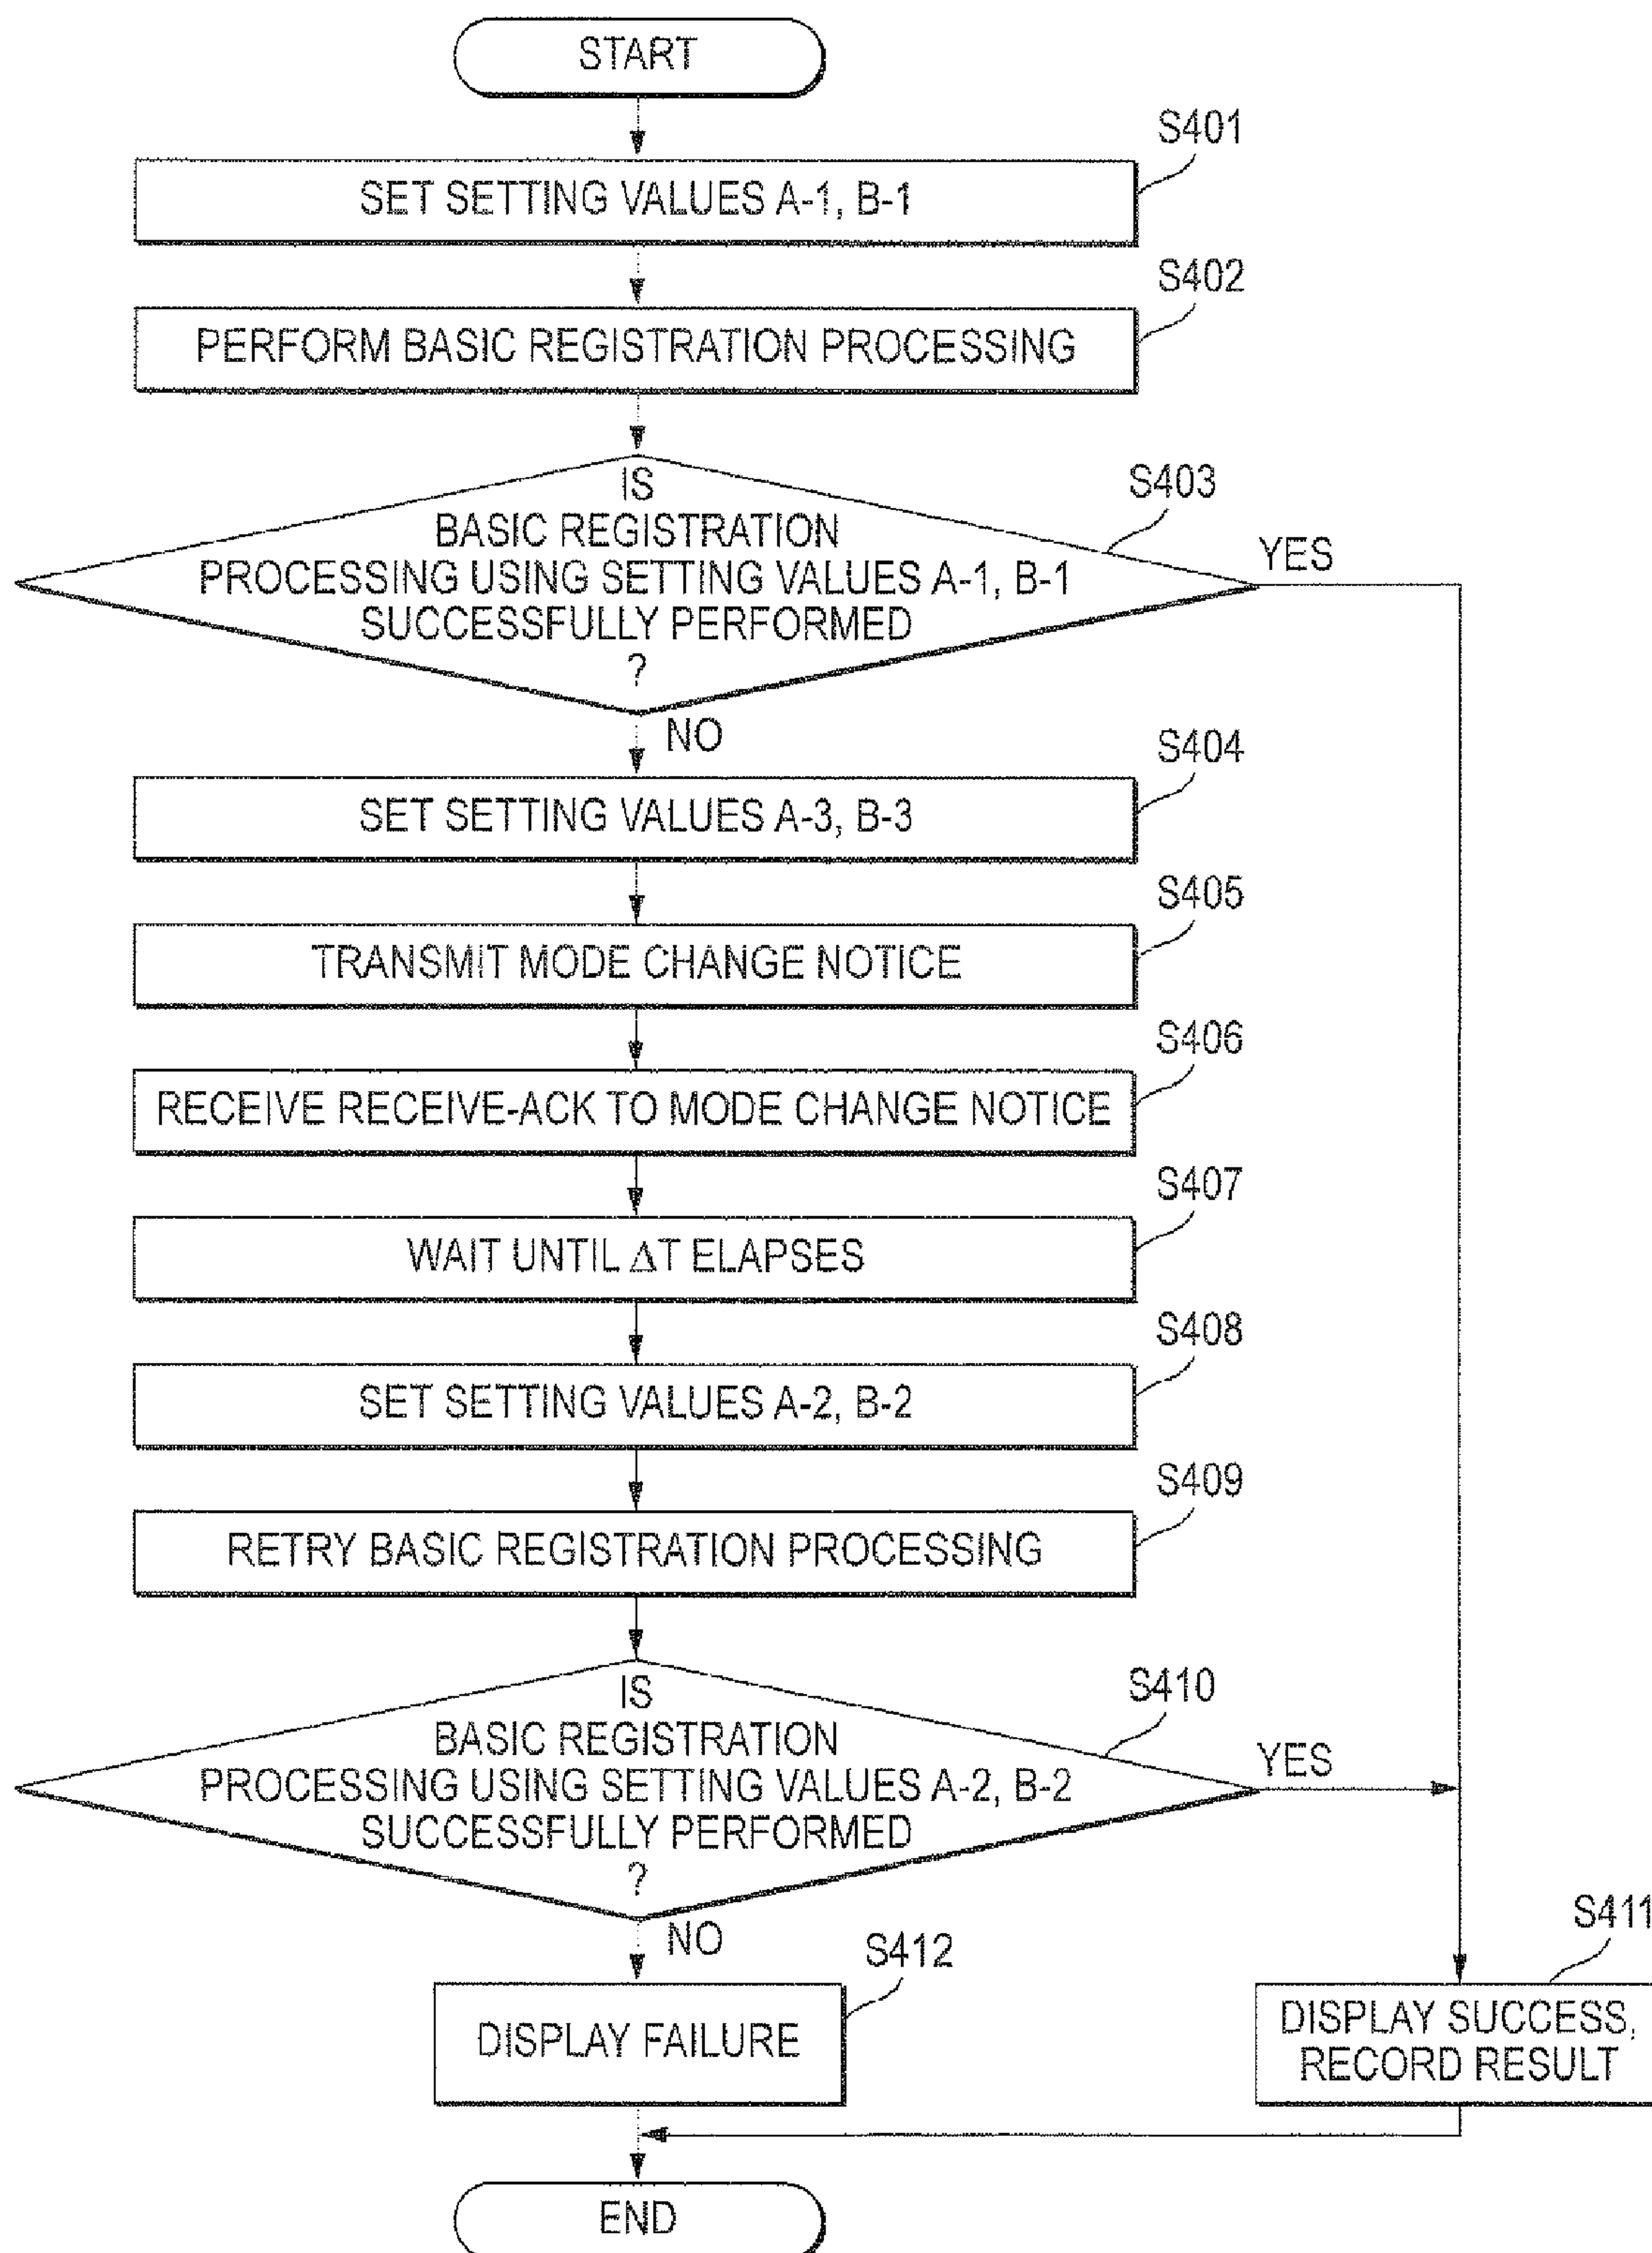 START
S401
SET SETTING VALUES A-1, B-1
S402
PERFORM BASIC REGISTRATION PROCESSING
S403
IS
BASIC REGISTRATION
PROCESSING USING SETTING VALUES A-1, B-1
SUCCESSFULLY PERFORMED
?
YES
NO
S404
SET SETTING VALUES A-3, B-3
S405
TRANSMIT MODE CHANGE NOTICE
S406
RECEIVE RECEIVE-ACK TO MODE CHANGE NOTICE
S407
WAIT UNTIL ΔT ELAPSES
S408
SET SETTING VALUES A-2, B-2
S409
RETRY BASIC REGISTRATION PROCESSING
S410
IS
BASIC REGISTRATION
PROCESSING USING SETTING VALUES A-2, B-2
SUCCESSFULLY PERFORMED
?
YES
NO
S412
DISPLAY FAILURE
S411
DISPLAY SUCCESS,
RECORD RESULT
END